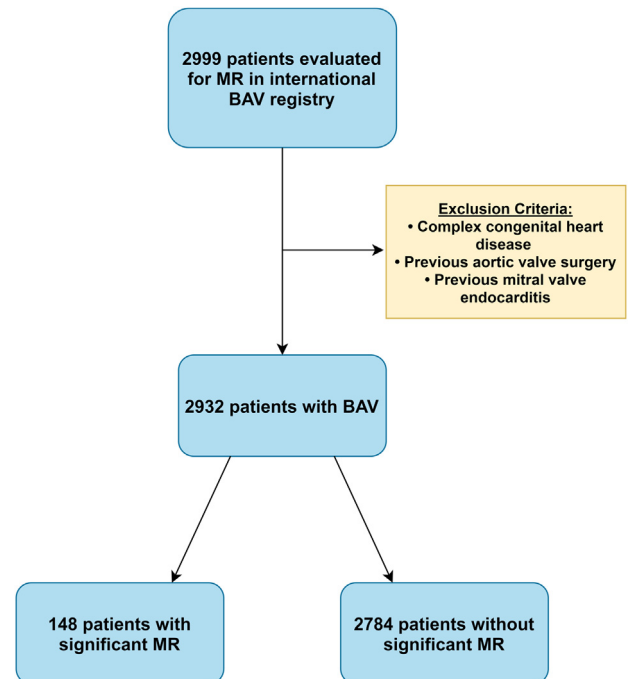 2999 patients evaluated
for MR in international
BAV registry
Exclusion Criteria:
• Complex congenital heart
disease
• Previous aortic valve surgery
• Previous mitral valve
endocarditis
2932 patients with BAV
148 patients with
significant MR
2784 patients without
significant MR